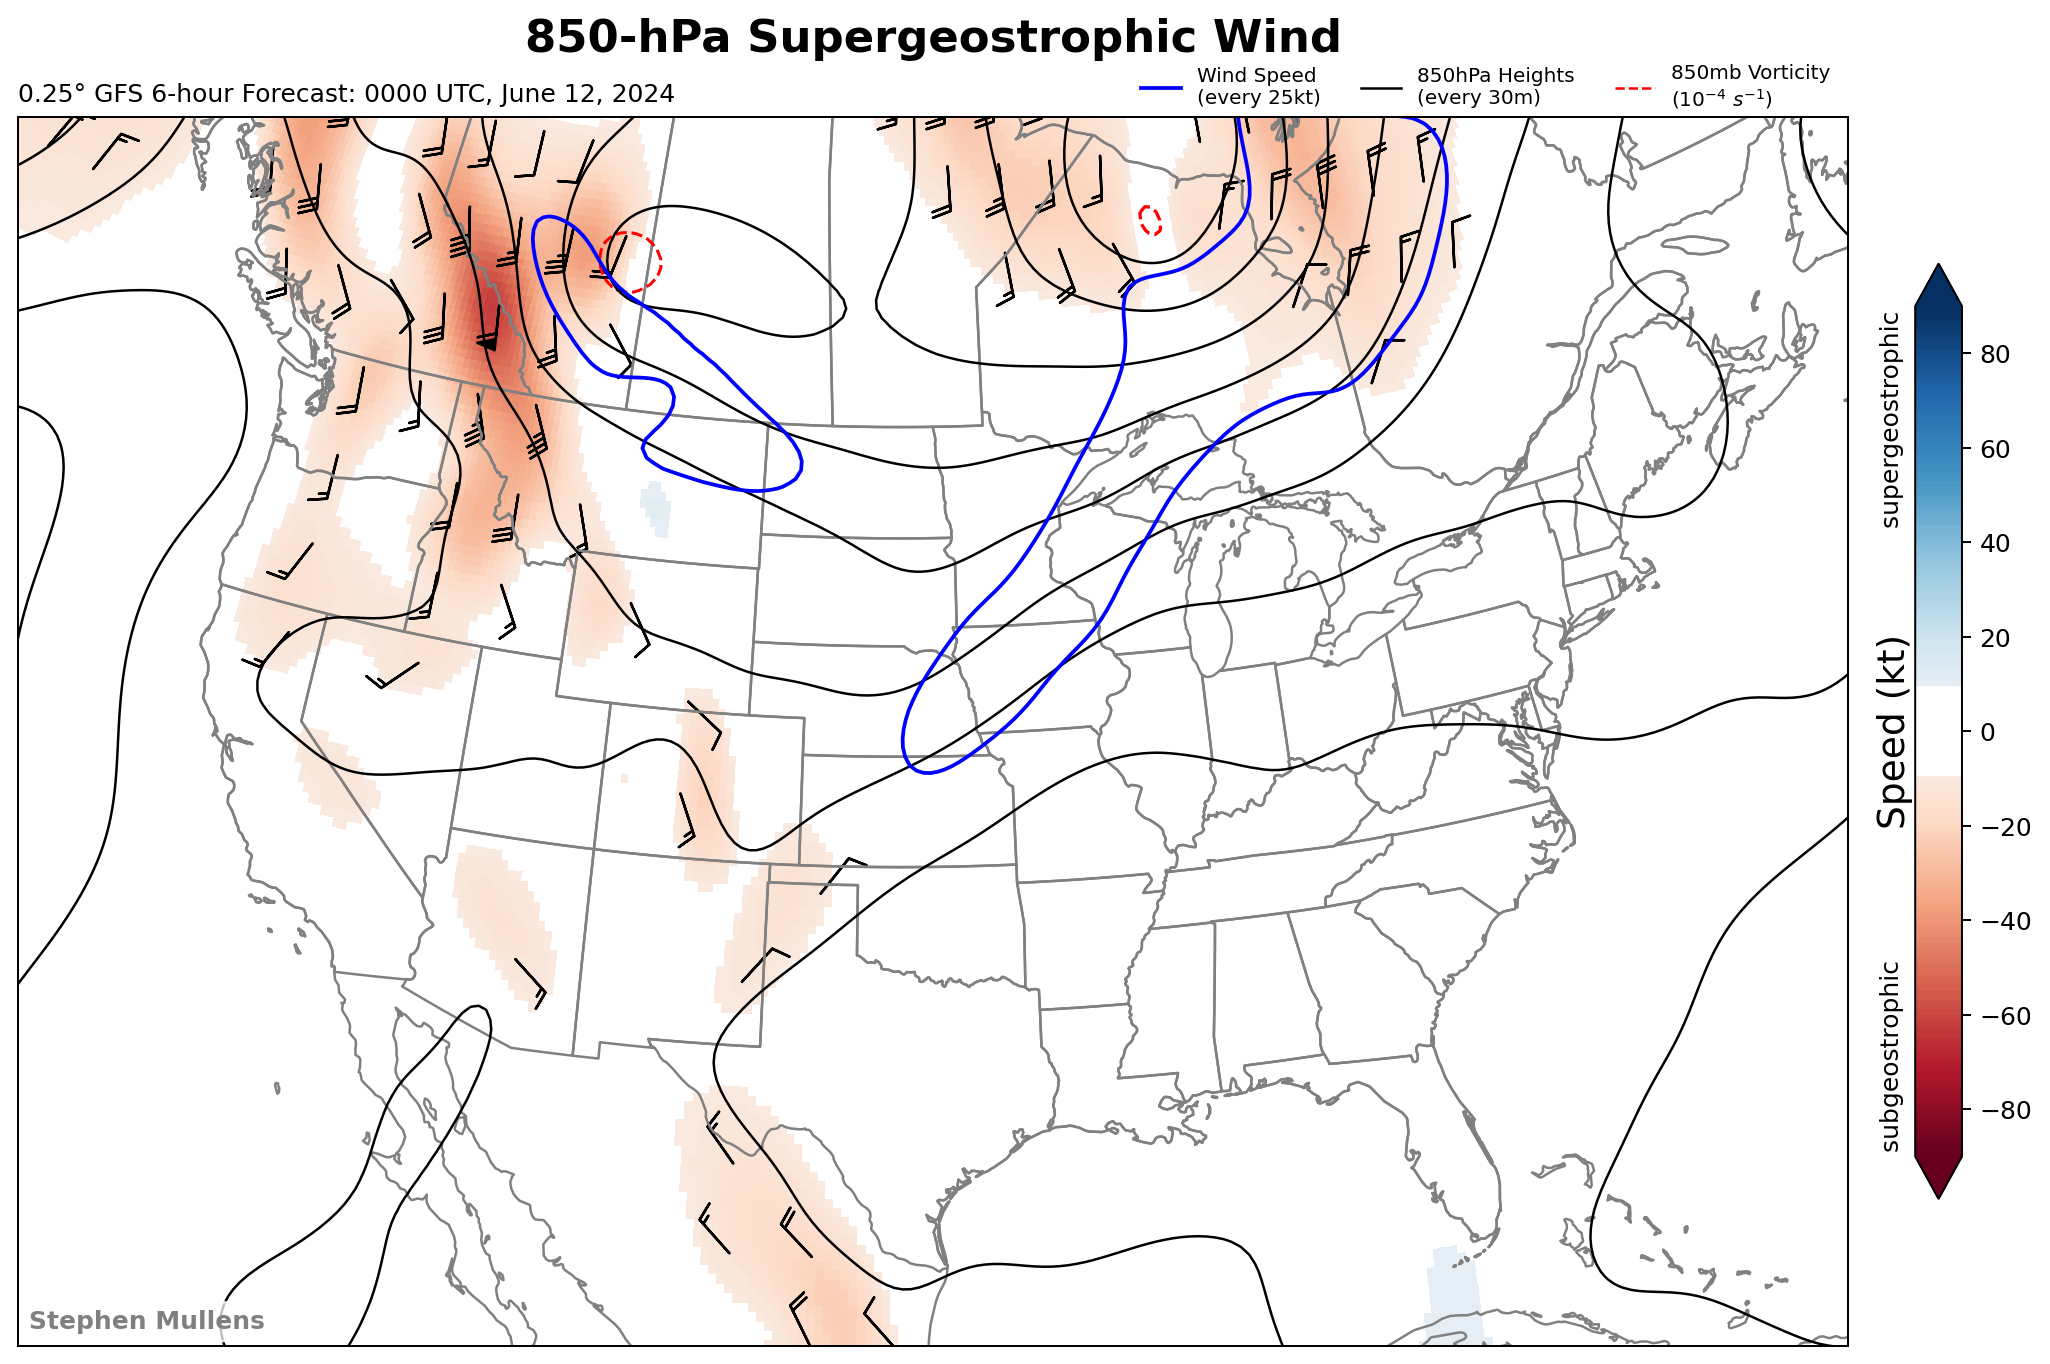 850-hPa Supergeostrophic Wind
0.25° GFS 6-hour Forecast: 0000 UTC, June 12, 2024
Wind Speed
(every 25kt)
850hPa Heights
(every 30m)
850mb Vorticity
(10⁻⁴ s⁻¹)
supergeostrophic
Speed (kt)
subgeostrophic
80
60
40
20
0
−20
−40
−60
−80
Stephen Mullens